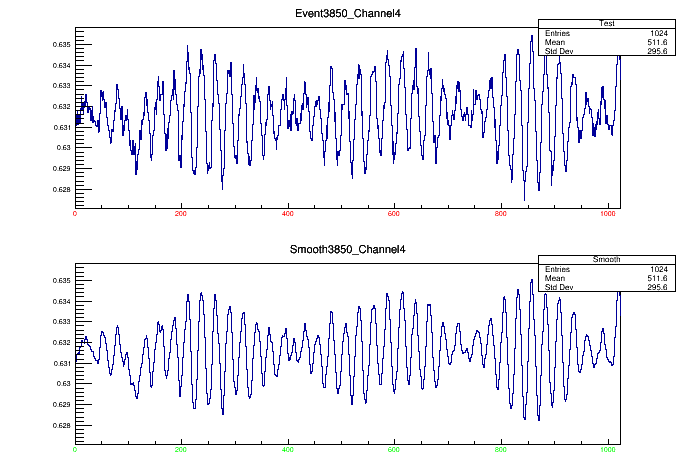 Event3850_Channel4
Test
Entries 1024
Mean 511.6
Std Dev 295.6
0.635
0.634
0.633
0.632
0.631
0.63
0.629
0.628
0 200 400 600 800 1000
Smooth3850_Channel4
Smooth
Entries 1024
Mean 511.6
Std Dev 295.6
0.635
0.634
0.633
0.632
0.631
0.63
0.629
0.628
0 200 400 600 800 1000